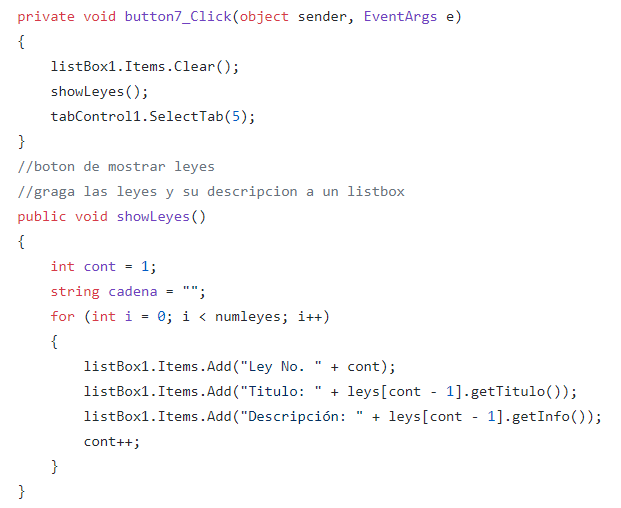 private void button7_Click(object sender, EventArgs e)
{
    listBox1.Items.Clear();
    showLeyes();
    tabControl1.SelectTab(5);
}
//boton de mostrar leyes
//graga las leyes y su descripcion a un listbox
public void showLeyes()
{
    int cont = 1;
    string cadena = "";
    for (int i = 0; i < numleyes; i++)
    {
        listBox1.Items.Add("Ley No. " + cont);
        listBox1.Items.Add("Titulo: " + leys[cont - 1].getTitulo());
        listBox1.Items.Add("Descripción: " + leys[cont - 1].getInfo());
        cont++;
    }
}